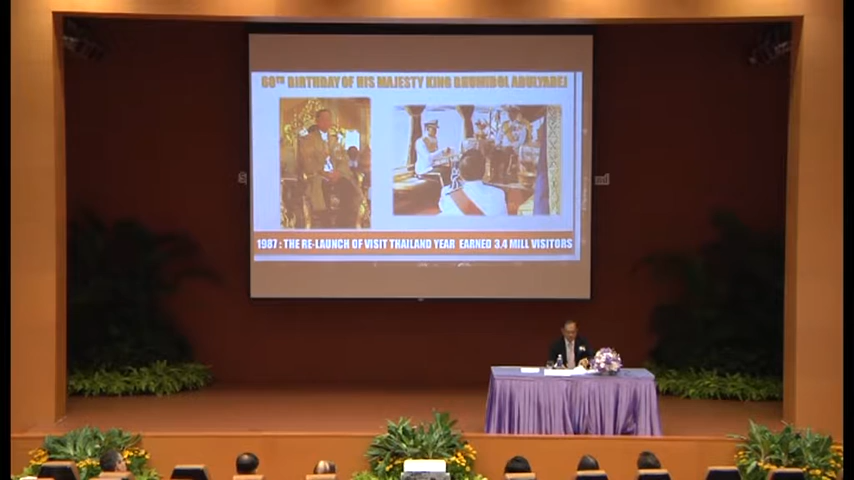 60TH BIRTHDAY OF HIS MAJESTY KING BHUMIBOL ADULYADEJ
1987 : THE RE-LAUNCH OF VISIT THAILAND YEAR EARNED 3.4 MILL VISITORS